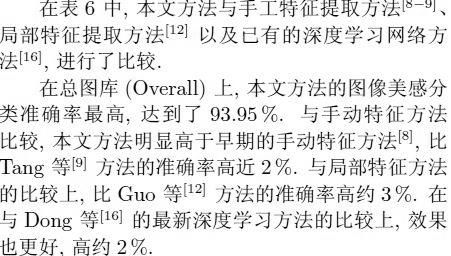 在表 6 中, 本文方法与手工特征提取方法[8−9]、
局部特征提取方法[12] 以及已有的深度学习网络方
法[16], 进行了比较.
在总图库 (Overall) 上, 本文方法的图像美感分
类准确率最高, 达到了 93.95 %. 与手动特征方法
比较, 本文方法明显高于早期的手动特征方法[8], 比
Tang 等[9] 方法的准确率高近 2 %. 与局部特征方法
的比较上, 比 Guo 等[12] 方法的准确率高约 3 %. 在
与 Dong 等[16] 的最新深度学习方法的比较上, 效果
也更好, 高约 2 %.